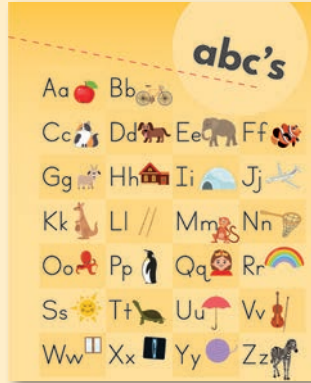 abc's
Aa Bb
Cc Dd Ee Ff
Gg Hh Ii Jj
Kk Ll Mm Nn
Oo Pp Qq Rr
Ss Tt Uu Vv
Ww Xx Yy Zz